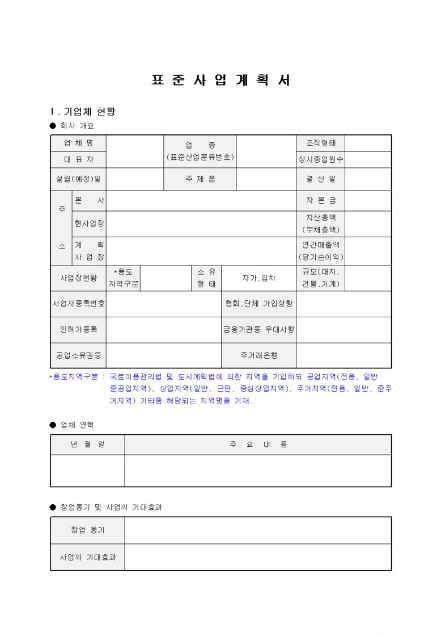 표 준 사 업 계 획 서
1. 기업체 현황
● 회사 개요
업 체 명
업 종
(표준산업분류번호)
조직형태
대 표 자
상시종업원수
설립(예정)일
주 제 품
결 산 일
주 소
본 사
자 본 금
현사업장
자산총액
(부채총액)
계 획
사 업 장
연간매출액
(당기순이익)
사업장현황
*용도
지역구분
소 유
형 태
자가,임차
규모(대지,
건물,기계)
사업자등록번호
협회,단체 가입상황
인허가등록
금융기관등 우대사항
공업소유권등
주거래은행
*용도지역구분 : 국토이용관리법 및 도시계획법에 의한 지역을 기입하되 공업지역(전용, 일반
준공업지역), 상업지역(일반, 근린, 중심상업지역), 주거지역(전용, 일반, 준주
거지역) 기타중 해당되는 지역명을 기재.
● 업체 연혁
년 월 일
주 요 내 용
● 창업동기 및 사업의 기대효과
창업 동기
사업의 기대효과